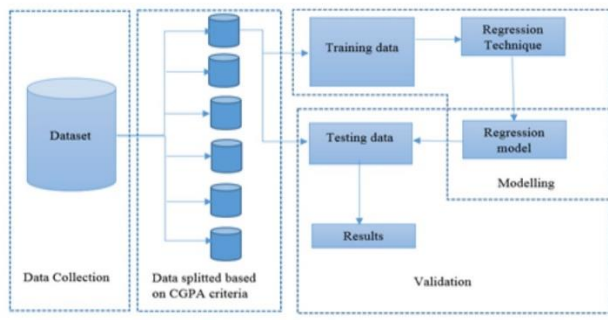 Dataset
Data Collection
Data splitted based
on CGPA criteria
Training data
Regression
Technique
Testing data
Regression
model
Modelling
Results
Validation